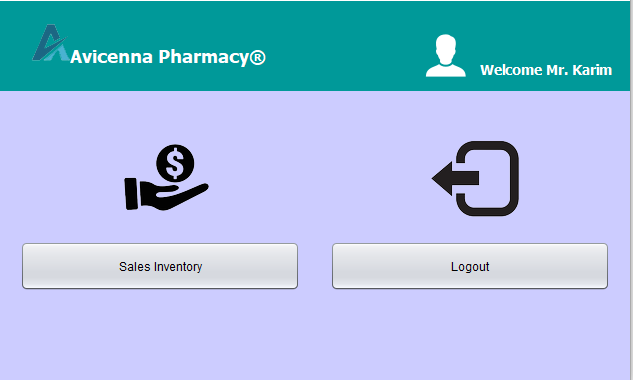 Avicenna Pharmacy®
Welcome Mr. Karim
$
Sales Inventory
Logout